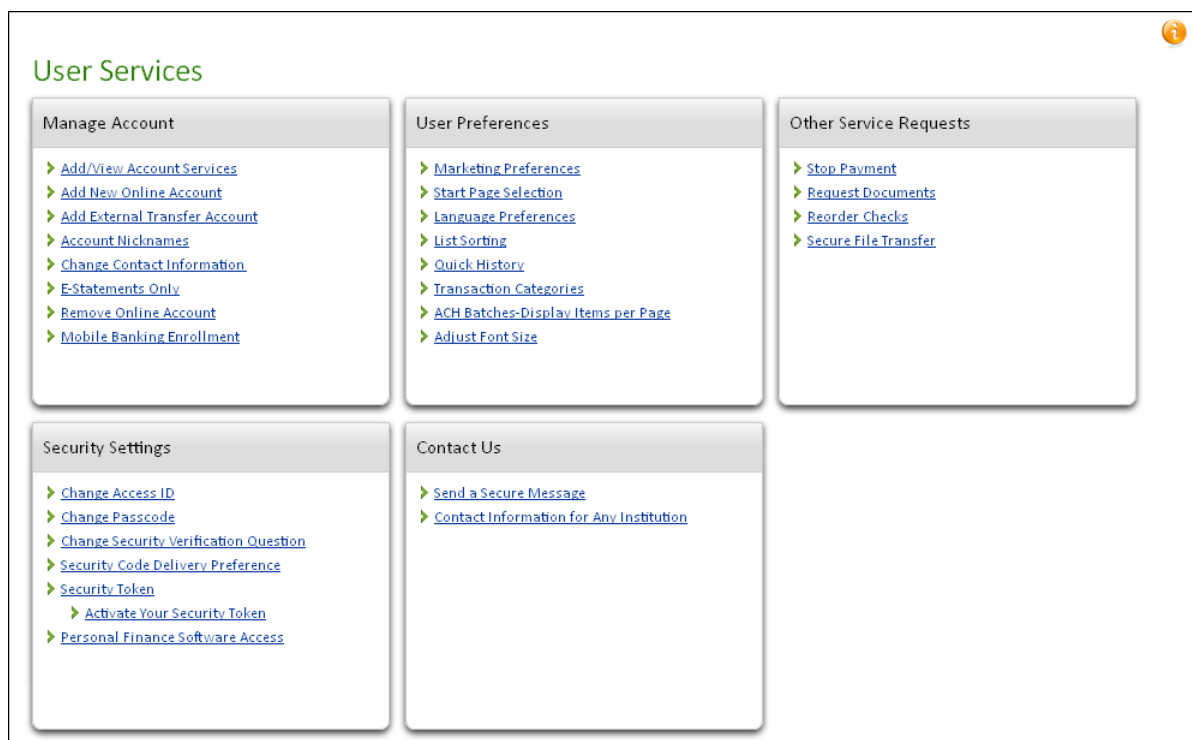 User Services
Manage Account
Add/View Account Services
Add New Online Account
Add External Transfer Account
Account Nicknames
Change Contact Information
E-Statements Only
Remove Online Account
Mobile Banking Enrollment
User Preferences
Marketing Preferences
Start Page Selection
Language Preferences
List Sorting
Quick History
Transaction Categories
ACH Batches-Display Items per Page
Adjust Font Size
Other Service Requests
Stop Payment
Request Documents
Reorder Checks
Secure File Transfer
Security Settings
Change Access ID
Change Passcode
Change Security Verification Question
Security Code Delivery Preference
Security Token
Activate Your Security Token
Personal Finance Software Access
Contact Us
Send a Secure Message
Contact Information for Any Institution